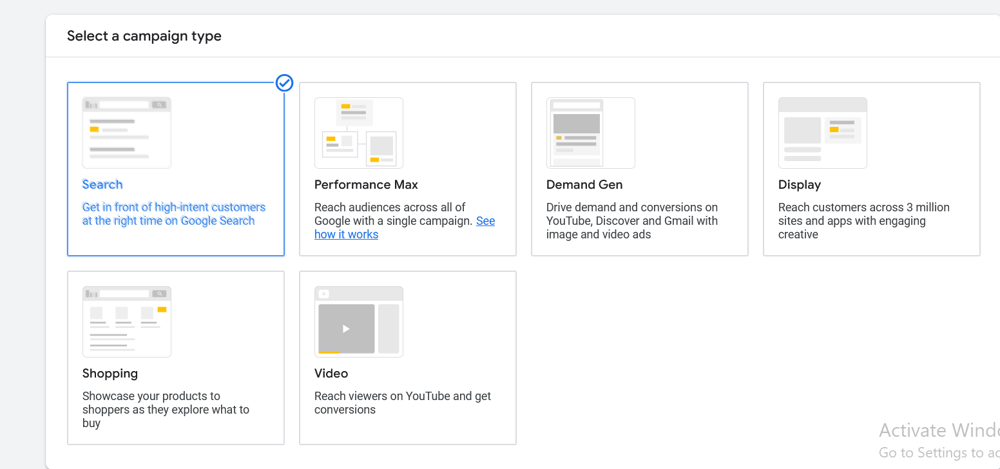 Select a campaign type
Search
Get in front of high-intent customers
at the right time on Google Search
Performance Max
Reach audiences across all of
Google with a single campaign. See
how it works
Demand Gen
Drive demand and conversions on
YouTube, Discover and Gmail with
image and video ads
Display
Reach customers across 3 million
sites and apps with engaging
creative
Shopping
Showcase your products to
shoppers as they explore what to
buy
Video
Reach viewers on YouTube and get
conversions
Activate
Go to Settings to